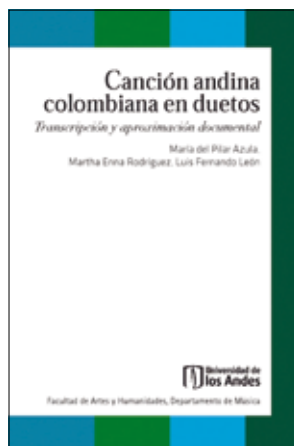 Canción andina
colombiana en duetos
Transcripción y aproximación documental
María del Pilar Azula.
Martha Enna Rodríguez. Luis Fernando León
Universidad de
los Andes
Facultad de Artes y Humanidades, Departamento de Música